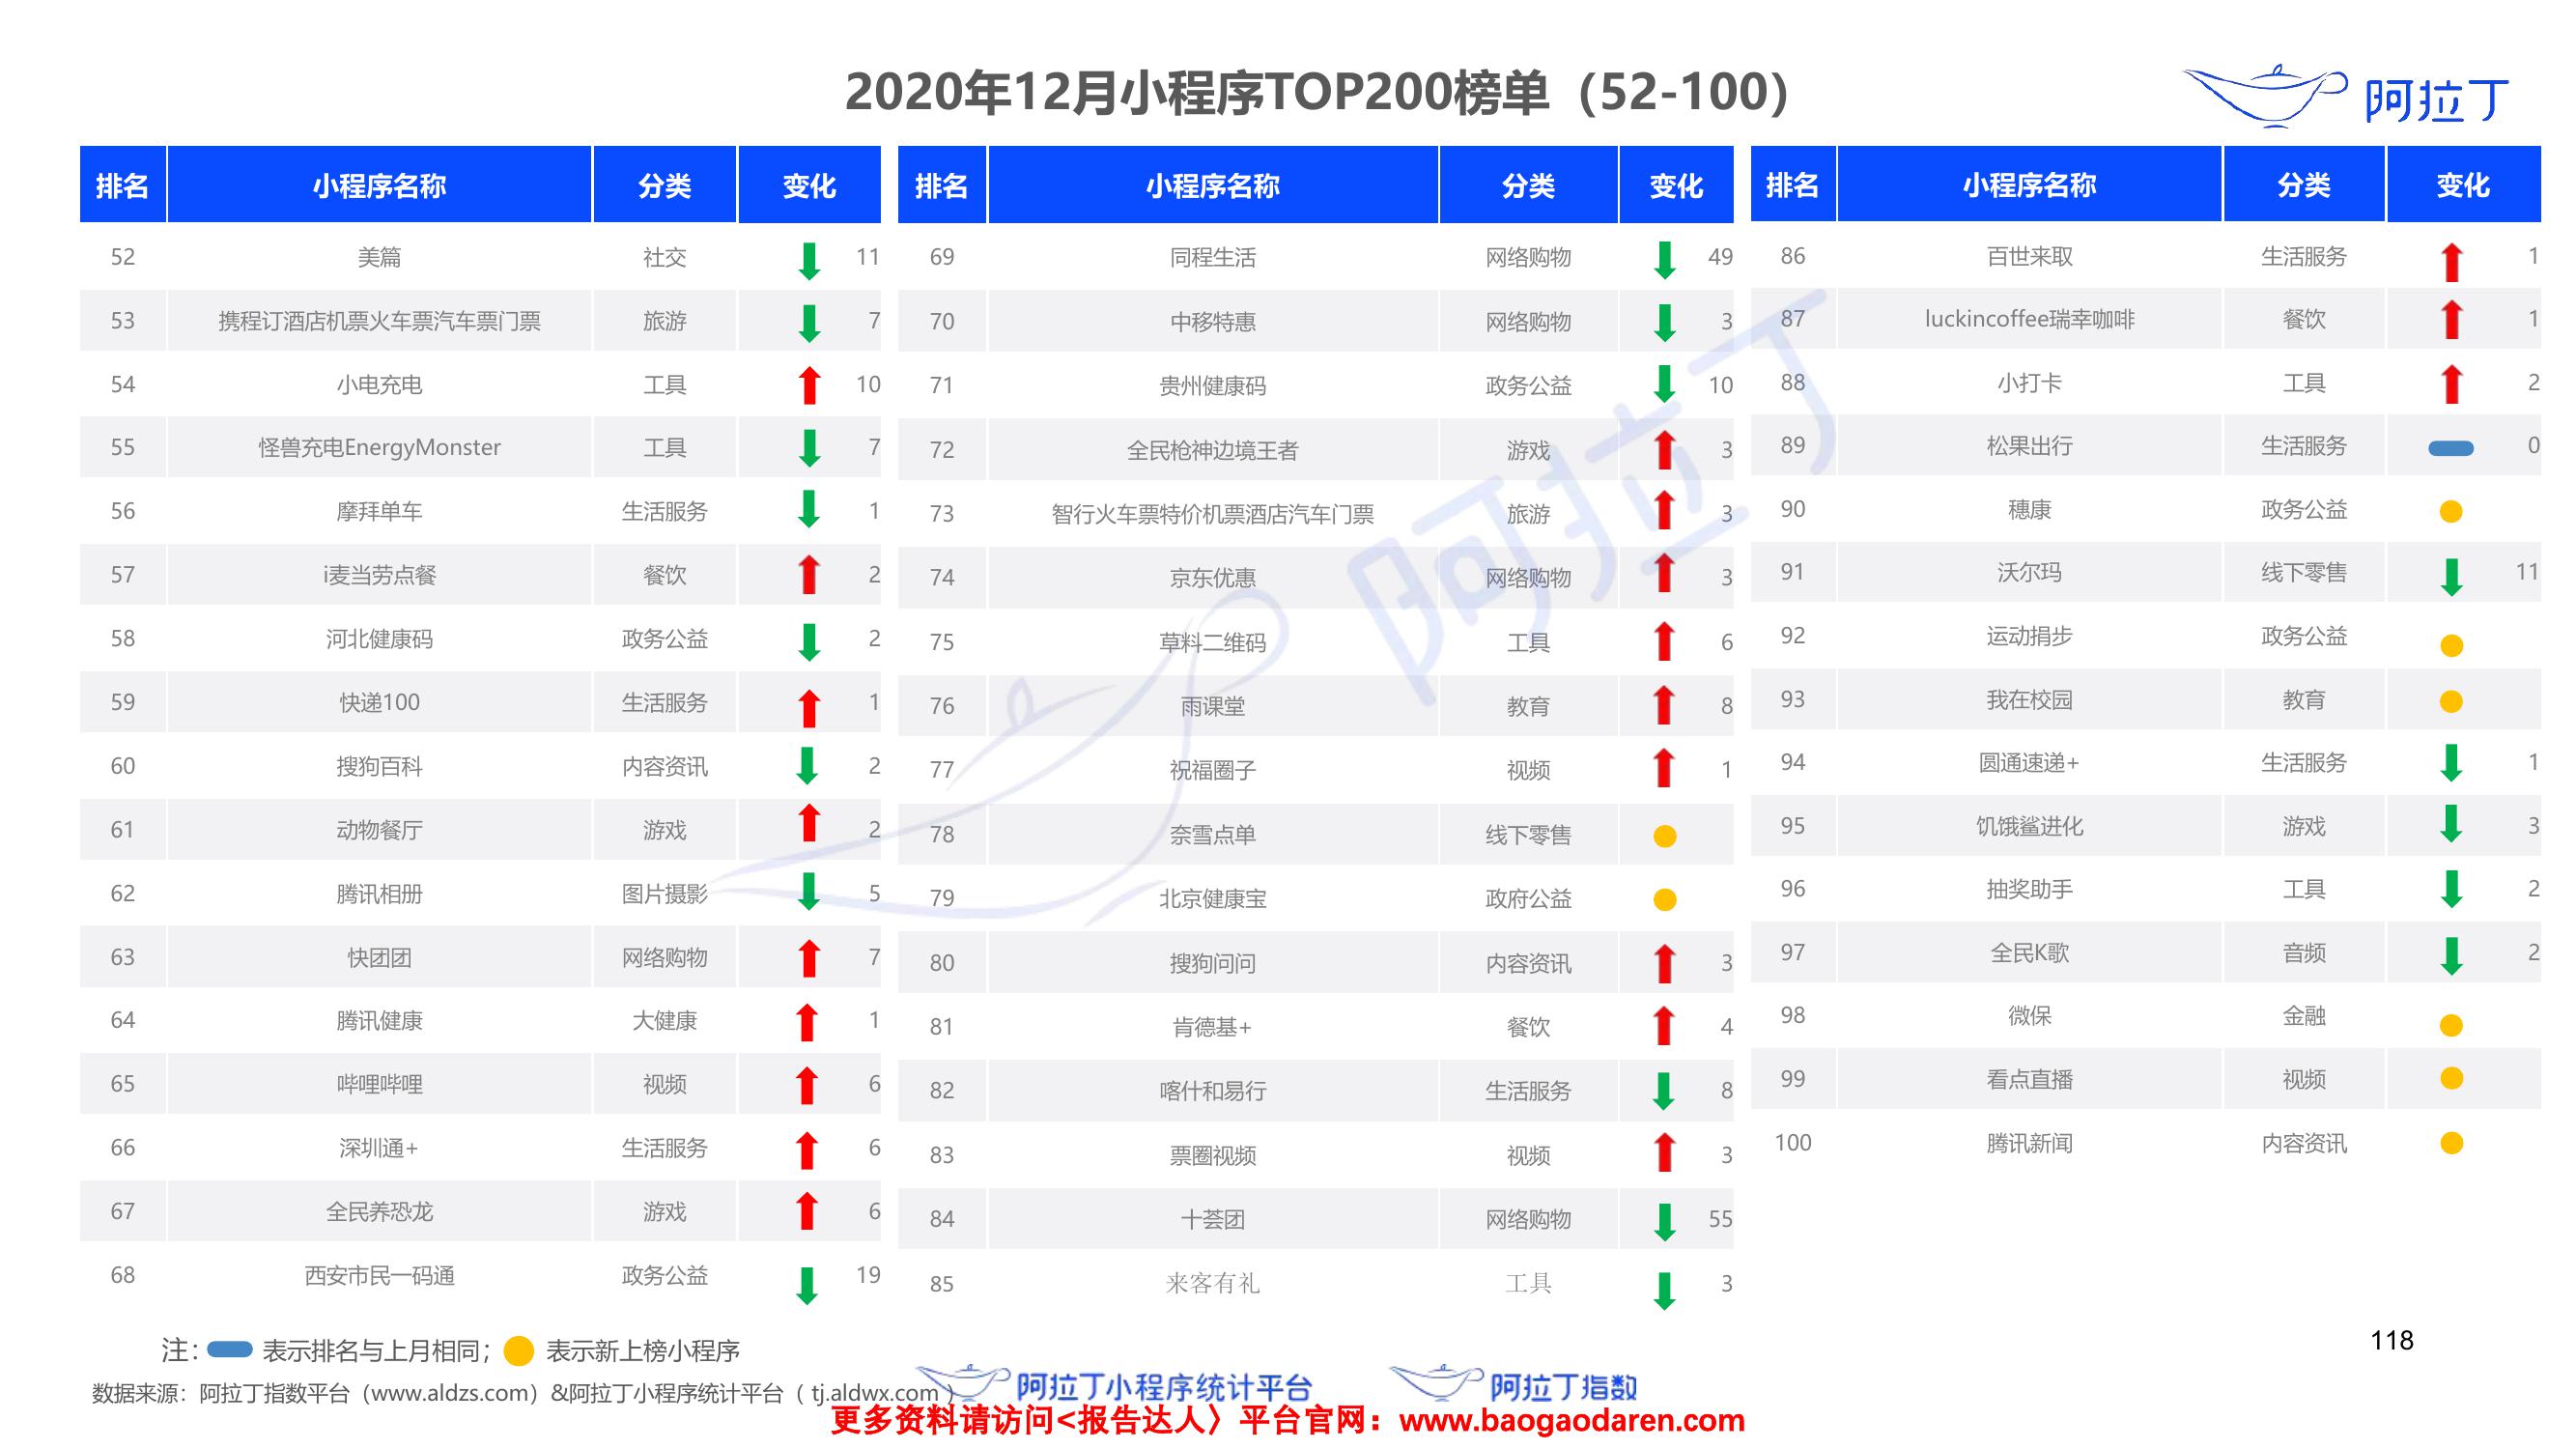 2020年12月小程序TOP200榜单（52-100）
阿拉丁
排名 小程序名称 分类 变化
52 美篇 社交 11
53 携程订酒店机票火车票汽车票门票 旅游 7
54 小电充电 工具 10
55 怪兽充电EnergyMonster 工具 7
56 摩拜单车 生活服务 1
57 i麦当劳点餐 餐饮 2
58 河北健康码 政务公益 2
59 快递100 生活服务 1
60 搜狗百科 内容资讯 2
61 动物餐厅 游戏 2
62 腾讯相册 图片摄影 5
63 快团团 网络购物 7
64 腾讯健康 大健康 1
65 哔哩哔哩 视频 6
66 深圳通+ 生活服务 6
67 全民养恐龙 游戏 6
68 西安市民一码通 政务公益 19
排名 小程序名称 分类 变化
69 同程生活 网络购物 49
70 中移特惠 网络购物 3
71 贵州健康码 政务公益 10
72 全民枪神边境王者 游戏 3
73 智行火车票特价机票酒店汽车门票 旅游 3
74 京东优惠 网络购物 3
75 草料二维码 工具 6
76 雨课堂 教育 8
77 祝福圈子 视频 1
78 奈雪点单 线下零售
79 北京健康宝 政府公益
80 搜狗问问 内容资讯 3
81 肯德基+ 餐饮 4
82 喀什和易行 生活服务 8
83 票圈视频 视频 3
84 十荟团 网络购物 55
85 来客有礼 工具 3
排名 小程序名称 分类 变化
86 百世来取 生活服务 1
87 luckincoffee瑞幸咖啡 餐饮 1
88 小打卡 工具 2
89 松果出行 生活服务 0
90 穗康 政务公益
91 沃尔玛 线下零售 11
92 运动捐步 政务公益
93 我在校园 教育
94 圆通速递+ 生活服务 1
95 饥饿鲨进化 游戏 3
96 抽奖助手 工具 2
97 全民K歌 音频 2
98 微保 金融
99 看点直播 视频
100 腾讯新闻 内容资讯
阿拉丁
注： 表示排名与上月相同； 表示新上榜小程序
118
数据来源：阿拉丁指数平台（www.aldzs.com）&阿拉丁小程序统计平台（ tj.aldwx.com ）
阿拉丁小程序统计平台
阿拉丁指数
更多资料请访问<报告达人〉平台官网：www.baogaodaren.com